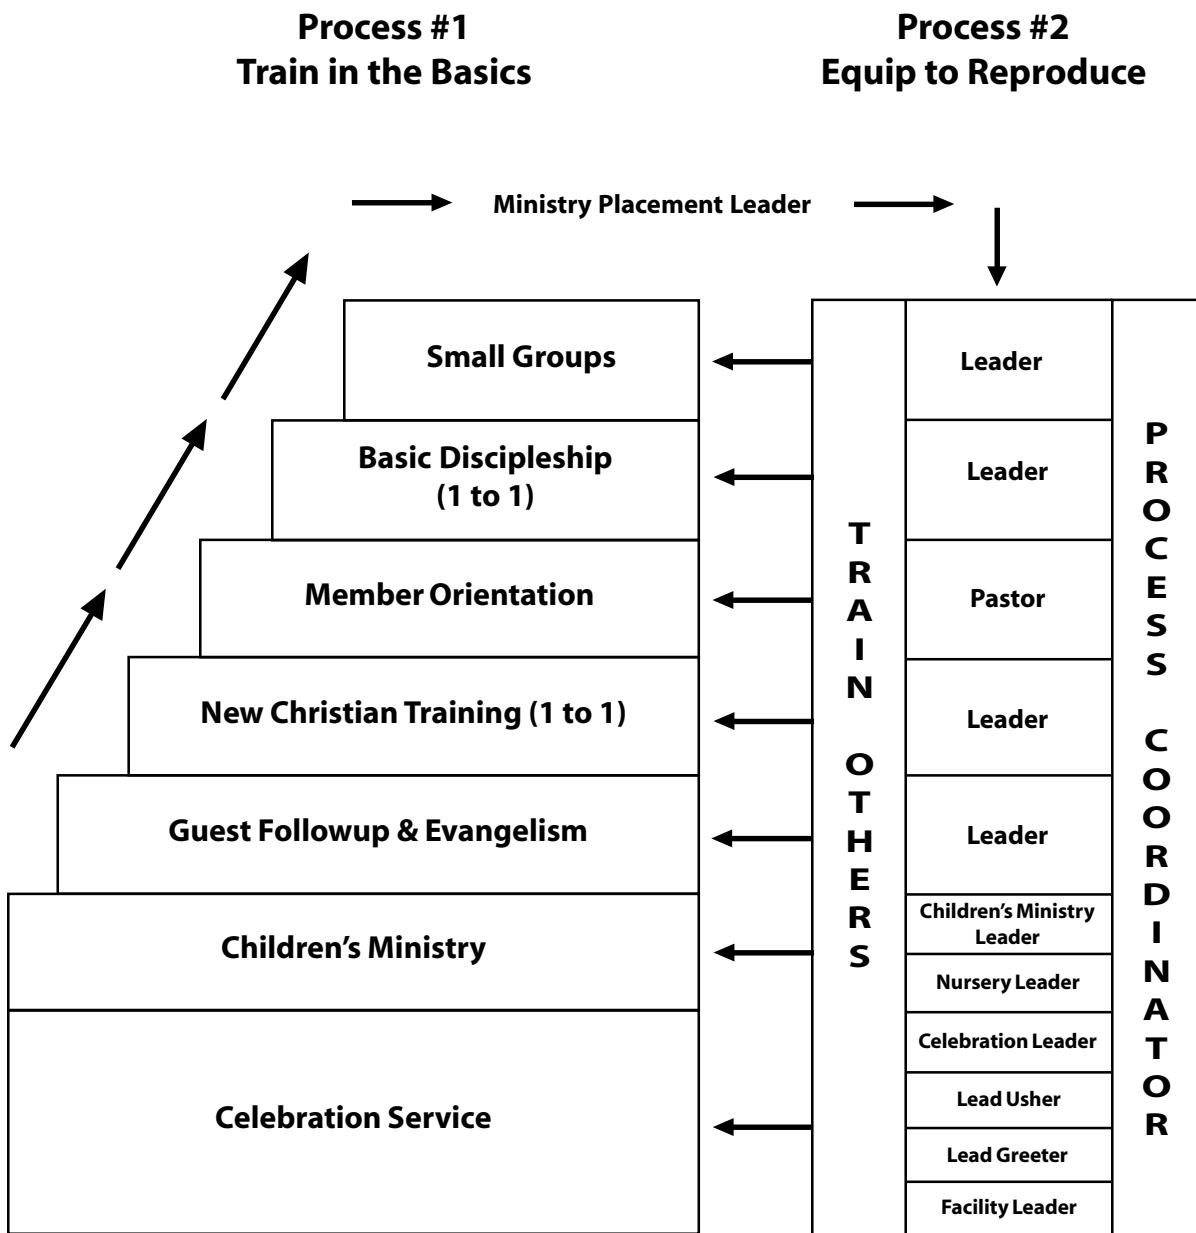 Process #1
Train in the Basics
Process #2
Equip to Reproduce
Ministry Placement Leader
Small Groups
Basic Discipleship
(1 to 1)
Member Orientation
New Christian Training (1 to 1)
Guest Followup & Evangelism
Children's Ministry
Celebration Service
TRAIN OTHERS
Leader
Leader
Pastor
Leader
Leader
Children's Ministry
Leader
Nursery Leader
Celebration Leader
Lead Usher
Lead Greeter
Facility Leader
PROCESS COORDINATOR